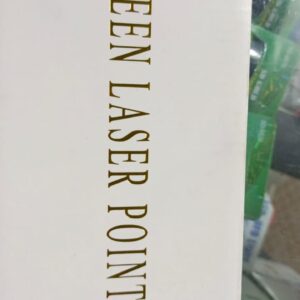 EEN LASER POINT